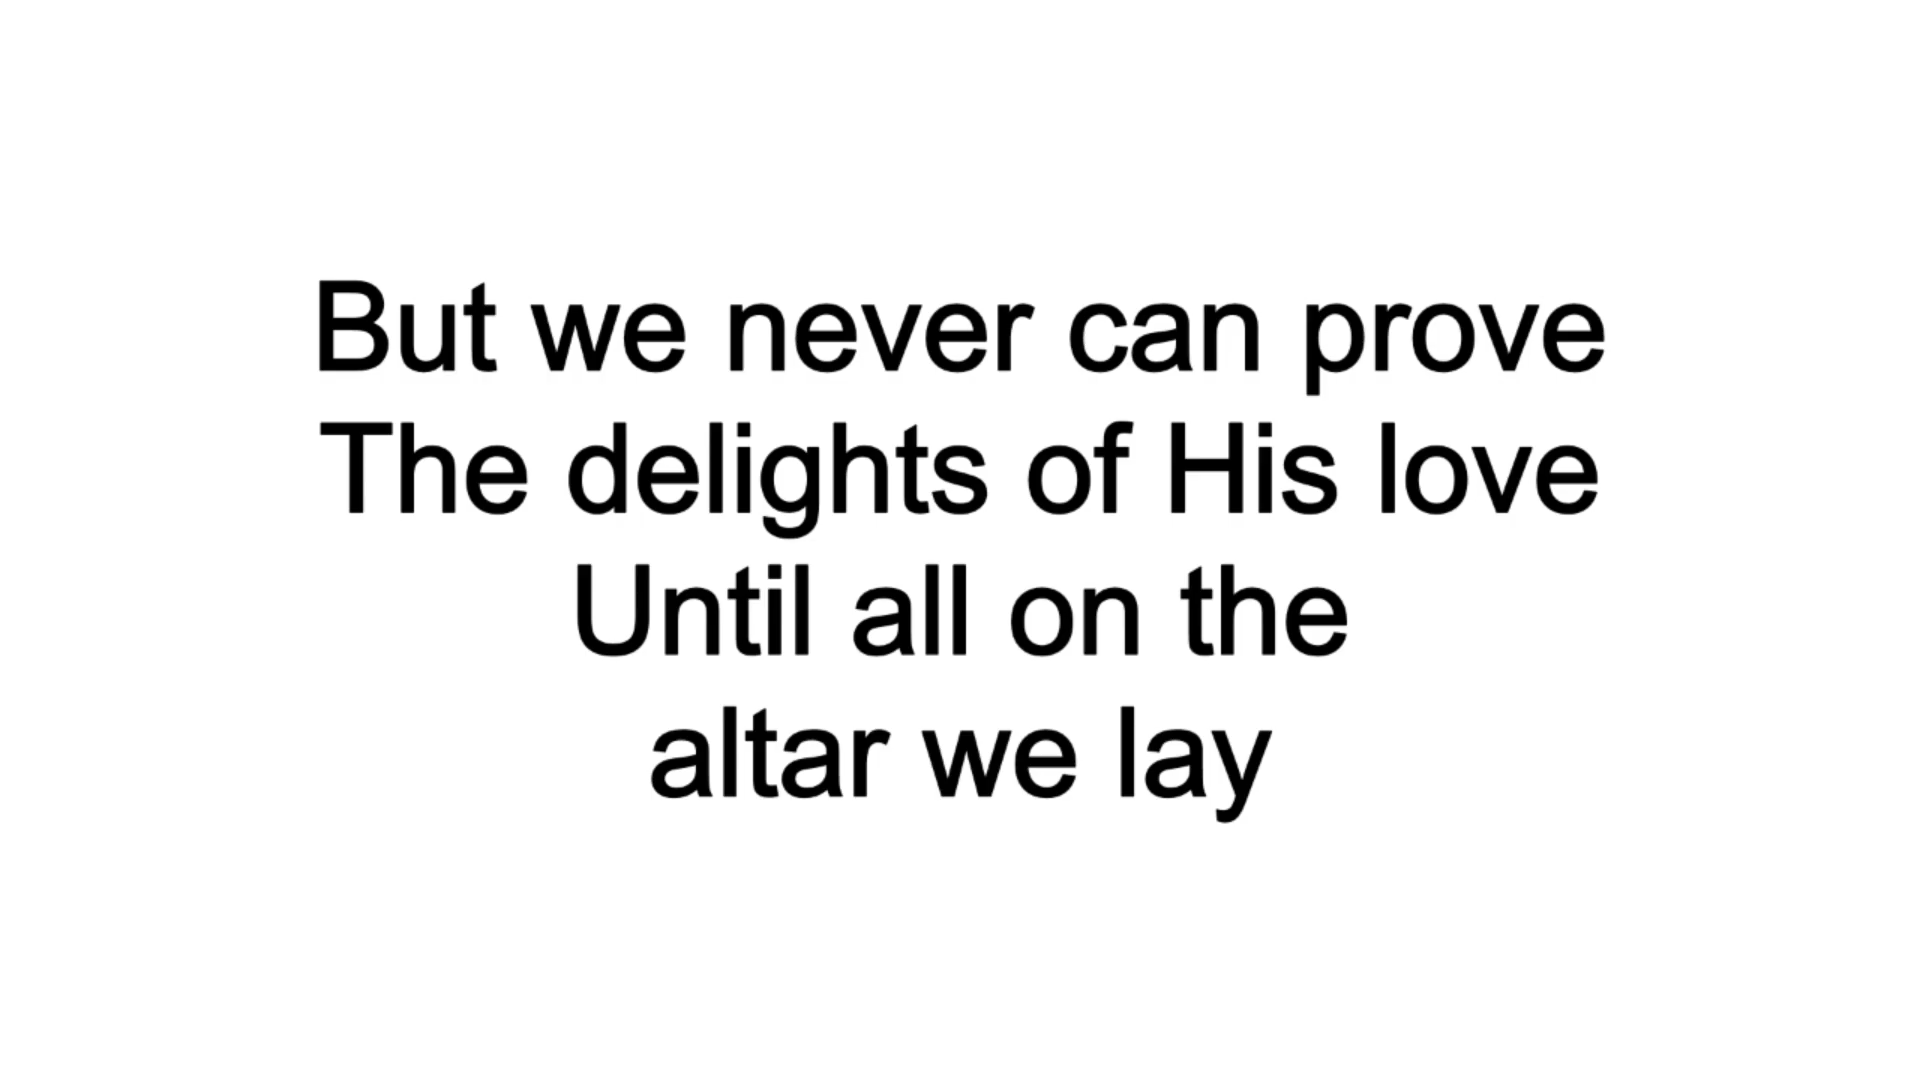 But we never can prove
The delights of His love
Until all on the
altar we lay